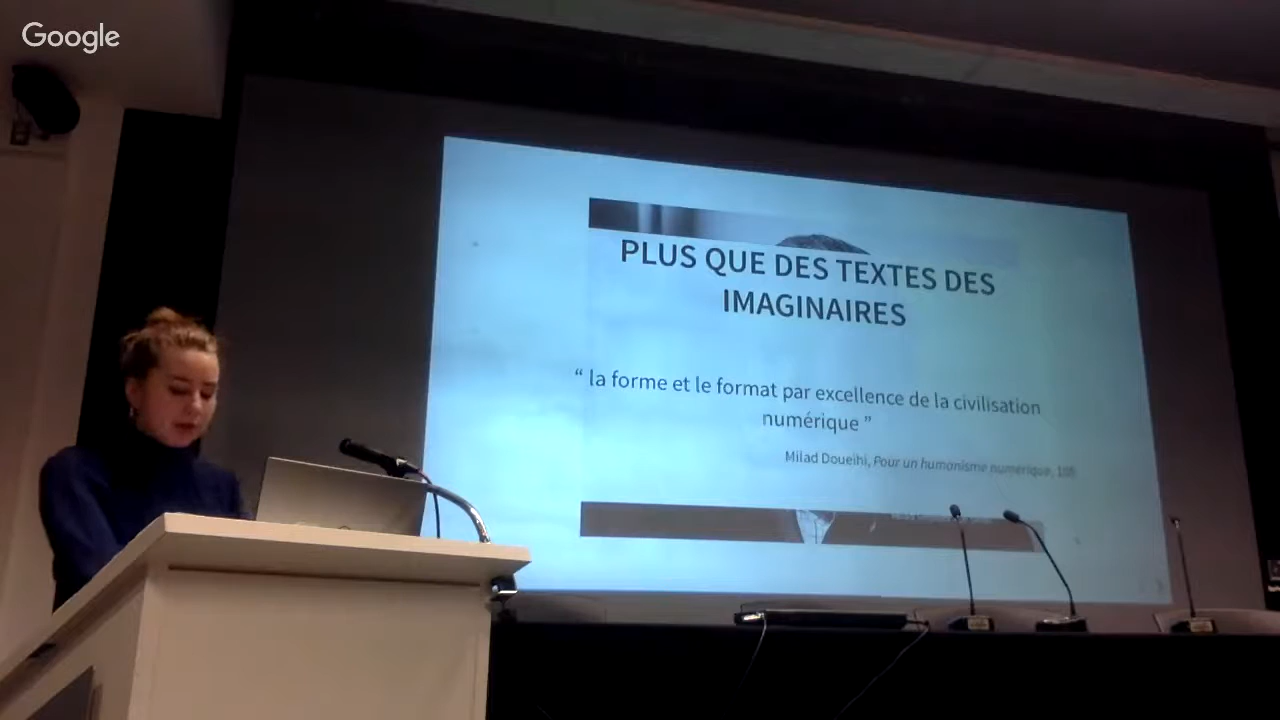 Google
PLUS QUE DES TEXTES DES
IMAGINAIRES
“ la forme et le format par excellence de la civilisation
numérique ”
Milad Doueihi, Pour un humanisme numérique,